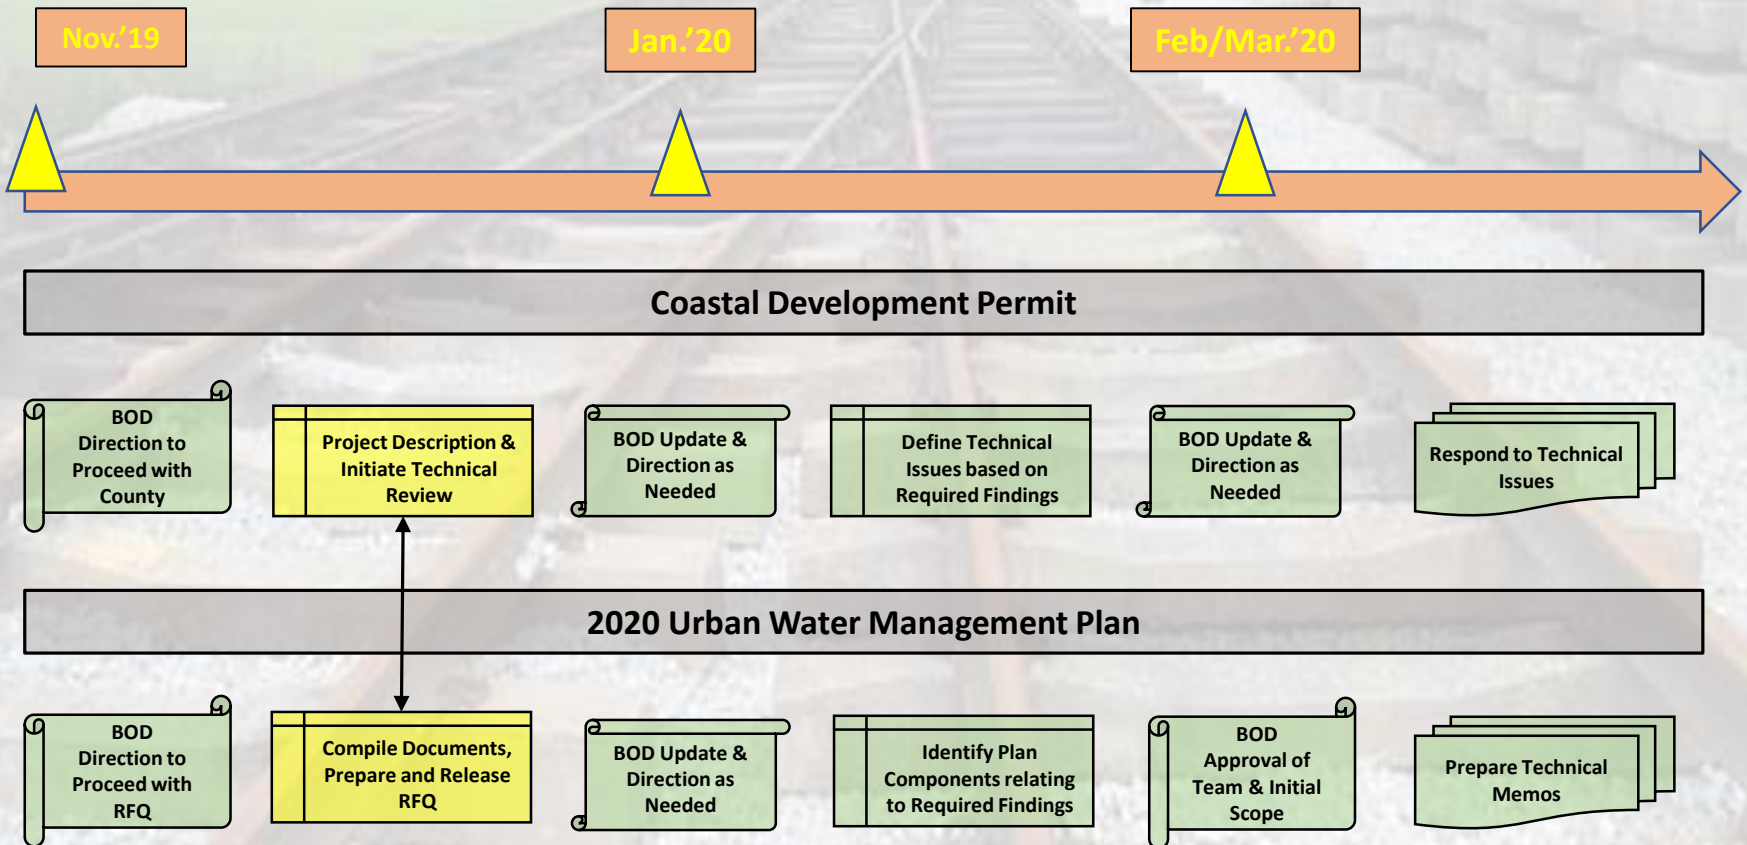 Nov.’19
Jan.’20
Feb/Mar.’20
Coastal Development Permit
BOD
Direction to
Proceed with
County
Project Description &
Initiate Technical
Review
BOD Update &
Direction as
Needed
Define Technical
Issues based on
Required Findings
BOD Update &
Direction as
Needed
Respond to Technical
Issues
2020 Urban Water Management Plan
BOD
Direction to
Proceed with
RFQ
Compile Documents,
Prepare and Release
RFQ
BOD Update &
Direction as
Needed
Identify Plan
Components relating
to Required Findings
BOD
Approval of
Team & Initial
Scope
Prepare Technical
Memos